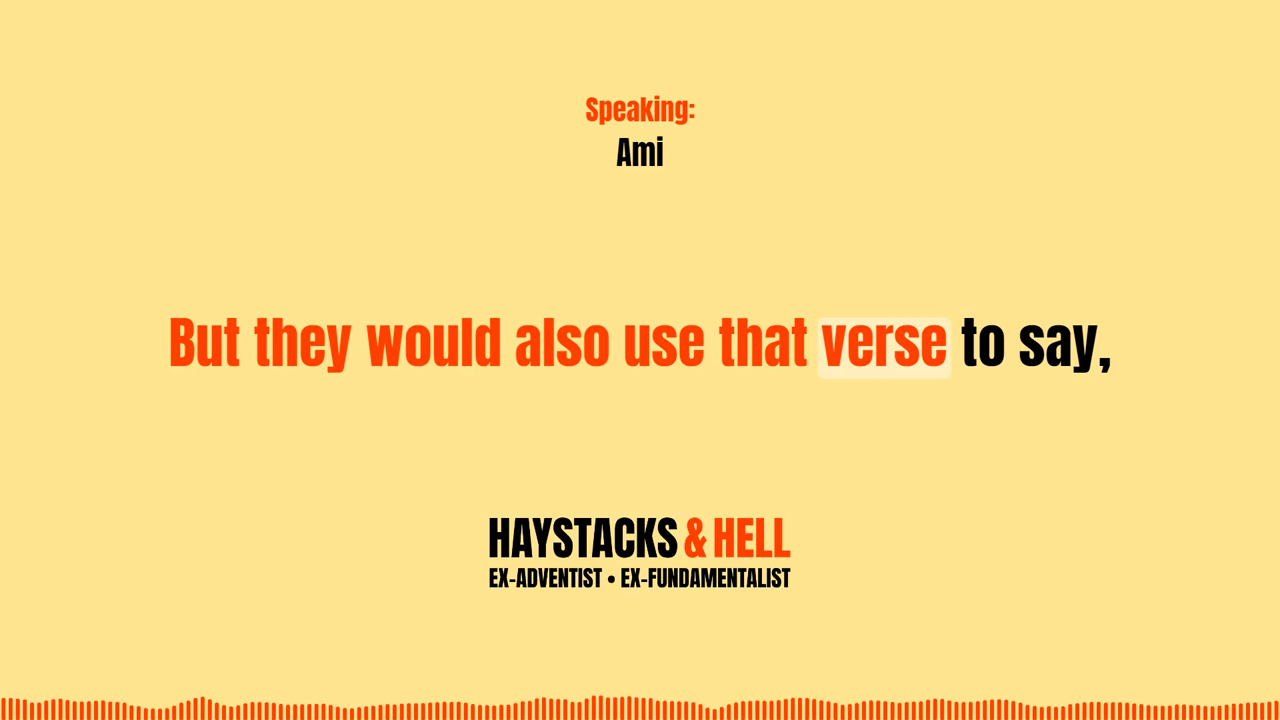 Speaking:
Ami
But they would also use that verse to say,
HAYSTACKS & HELL
EX-ADVENTIST • EX-FUNDAMENTALIST